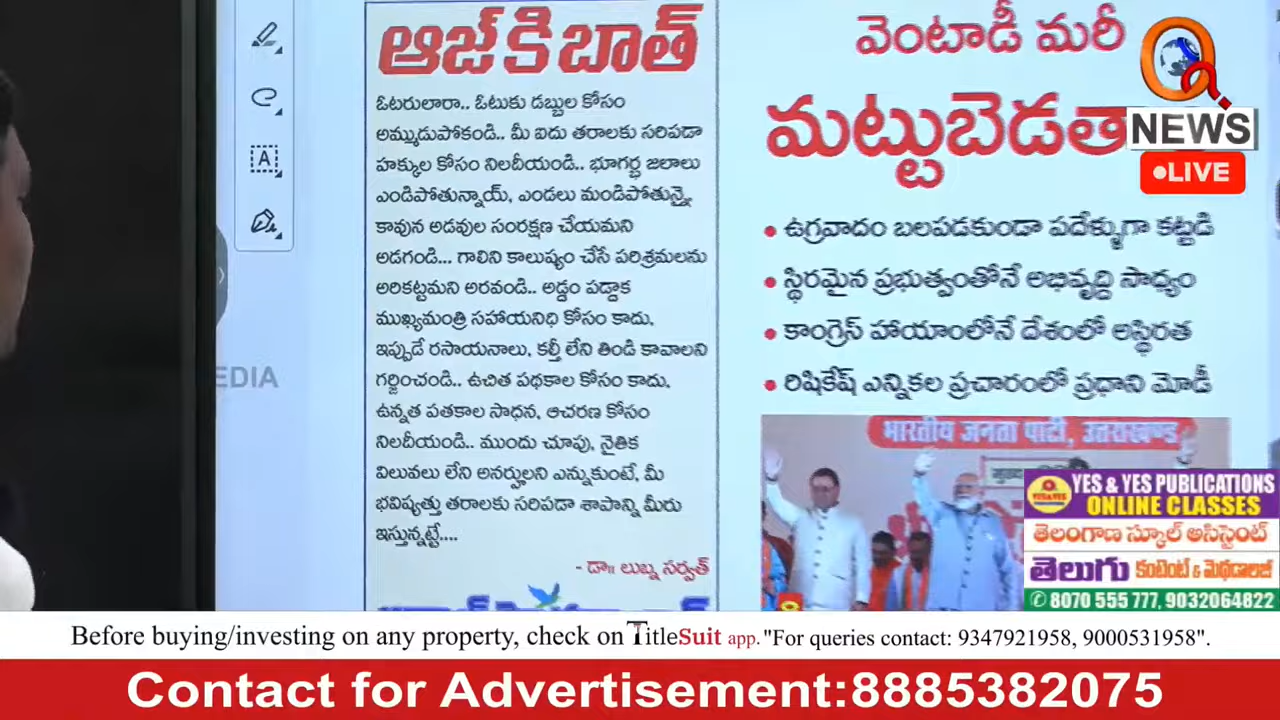 ఆజ్ కి బాత్
ఓటరులారా.. ఓటుకు డబ్బుల కోసం
అమ్ముడుపోకండి.. మీ ఐదు తరాలకు సరిపడా
హక్కుల కోసం నిలదీయండి.. భూగర్భ జలాలు
ఎండిపోతున్నాయ్, ఎండలు మండిపోతున్నై,
కావున అడవుల సంరక్షణ చేయమని
అడగండి... గాలిని కాలుష్యం చేసే పరిశ్రమలను
అరికట్టమని అరవండి.. అడ్డం పడ్డాక
ముఖ్యమంత్రి సహాయనిధి కోసం కాదు,
ఇప్పుడే రసాయనాలు, కల్తీ లేని తిండి కావాలని
గర్జించండి.. ఉచిత పథకాల కోసం కాదు,
ఉన్నత పతకాల సాధన, ఆచరణ కోసం
నిలదీయండి.. ముందు చూపు, నైతిక
విలువలు లేని అనర్హులని ఎన్నుకుంటే, మీ
భవిష్యత్తు తరాలకు సరిపడా శాపాన్ని మీరు
ఇస్తున్నట్టే....
- డా॥ లుబ్న సర్వత్
వెంటాడీ మరీ
మట్టుబెడతా
• ఉగ్రవాదం బలపడకుండా పదేళ్ళుగా కట్టడి
• స్థిరమైన ప్రభుత్వంతోనే అభివృద్ధి సాధ్యం
• కాంగ్రెస్ హాయాంలోనే దేశంలో అస్థిరత
• రిషికేష్ ఎన్నికల ప్రచారంలో ప్రధాని మోడీ
भारतीय जनता पार्टी, उत्तराखण्ड
Q
NEWS
•LIVE
A
EDIA
YES & YES PUBLICATIONS
ONLINE CLASSES
తెలంగాణ స్కూల్ అసిస్టెంట్
తెలుగు కంటెంట్ & మెథడాలజీ
8070 555 777, 9032064822
Before buying/investing on any property, check on TitleSuit app. "For queries contact: 9347921958, 9000531958".
Contact for Advertisement:8885382075